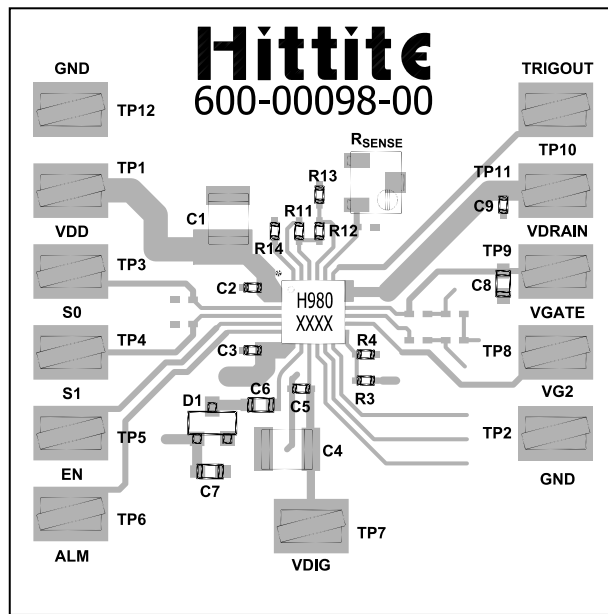 Hittite
600-00098-00
GND
TP12
TRIGOUT
TP10
RSENSE
TP1
VDD
C1
R13
R11
R12
R14
TP11
C9
VDRAIN
TP3
S0
C2
H980
XXXX
TP9
C8
VGATE
TP4
S1
C3
R4
R3
TP8
VG2
D1
C6
C5
TP5
EN
C7
C4
TP2
GND
TP6
ALM
TP7
VDIG